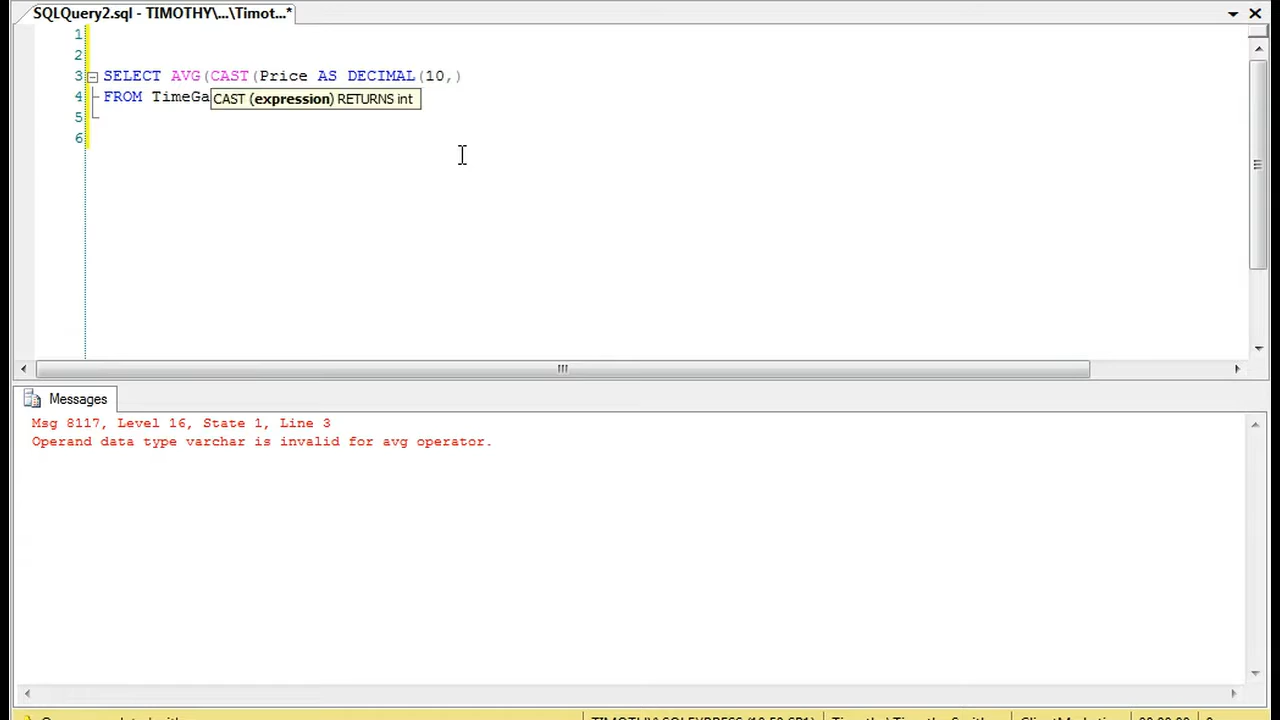 SQLQuery2.sql - TIMOTHY\...\Timot...*
1
2
3 SELECT AVG(CAST(Price AS DECIMAL(10,)
4 FROM TimeGa
CAST (expression) RETURNS int
5
6
Messages
Msg 8117, Level 16, State 1, Line 3
Operand data type varchar is invalid for avg operator.